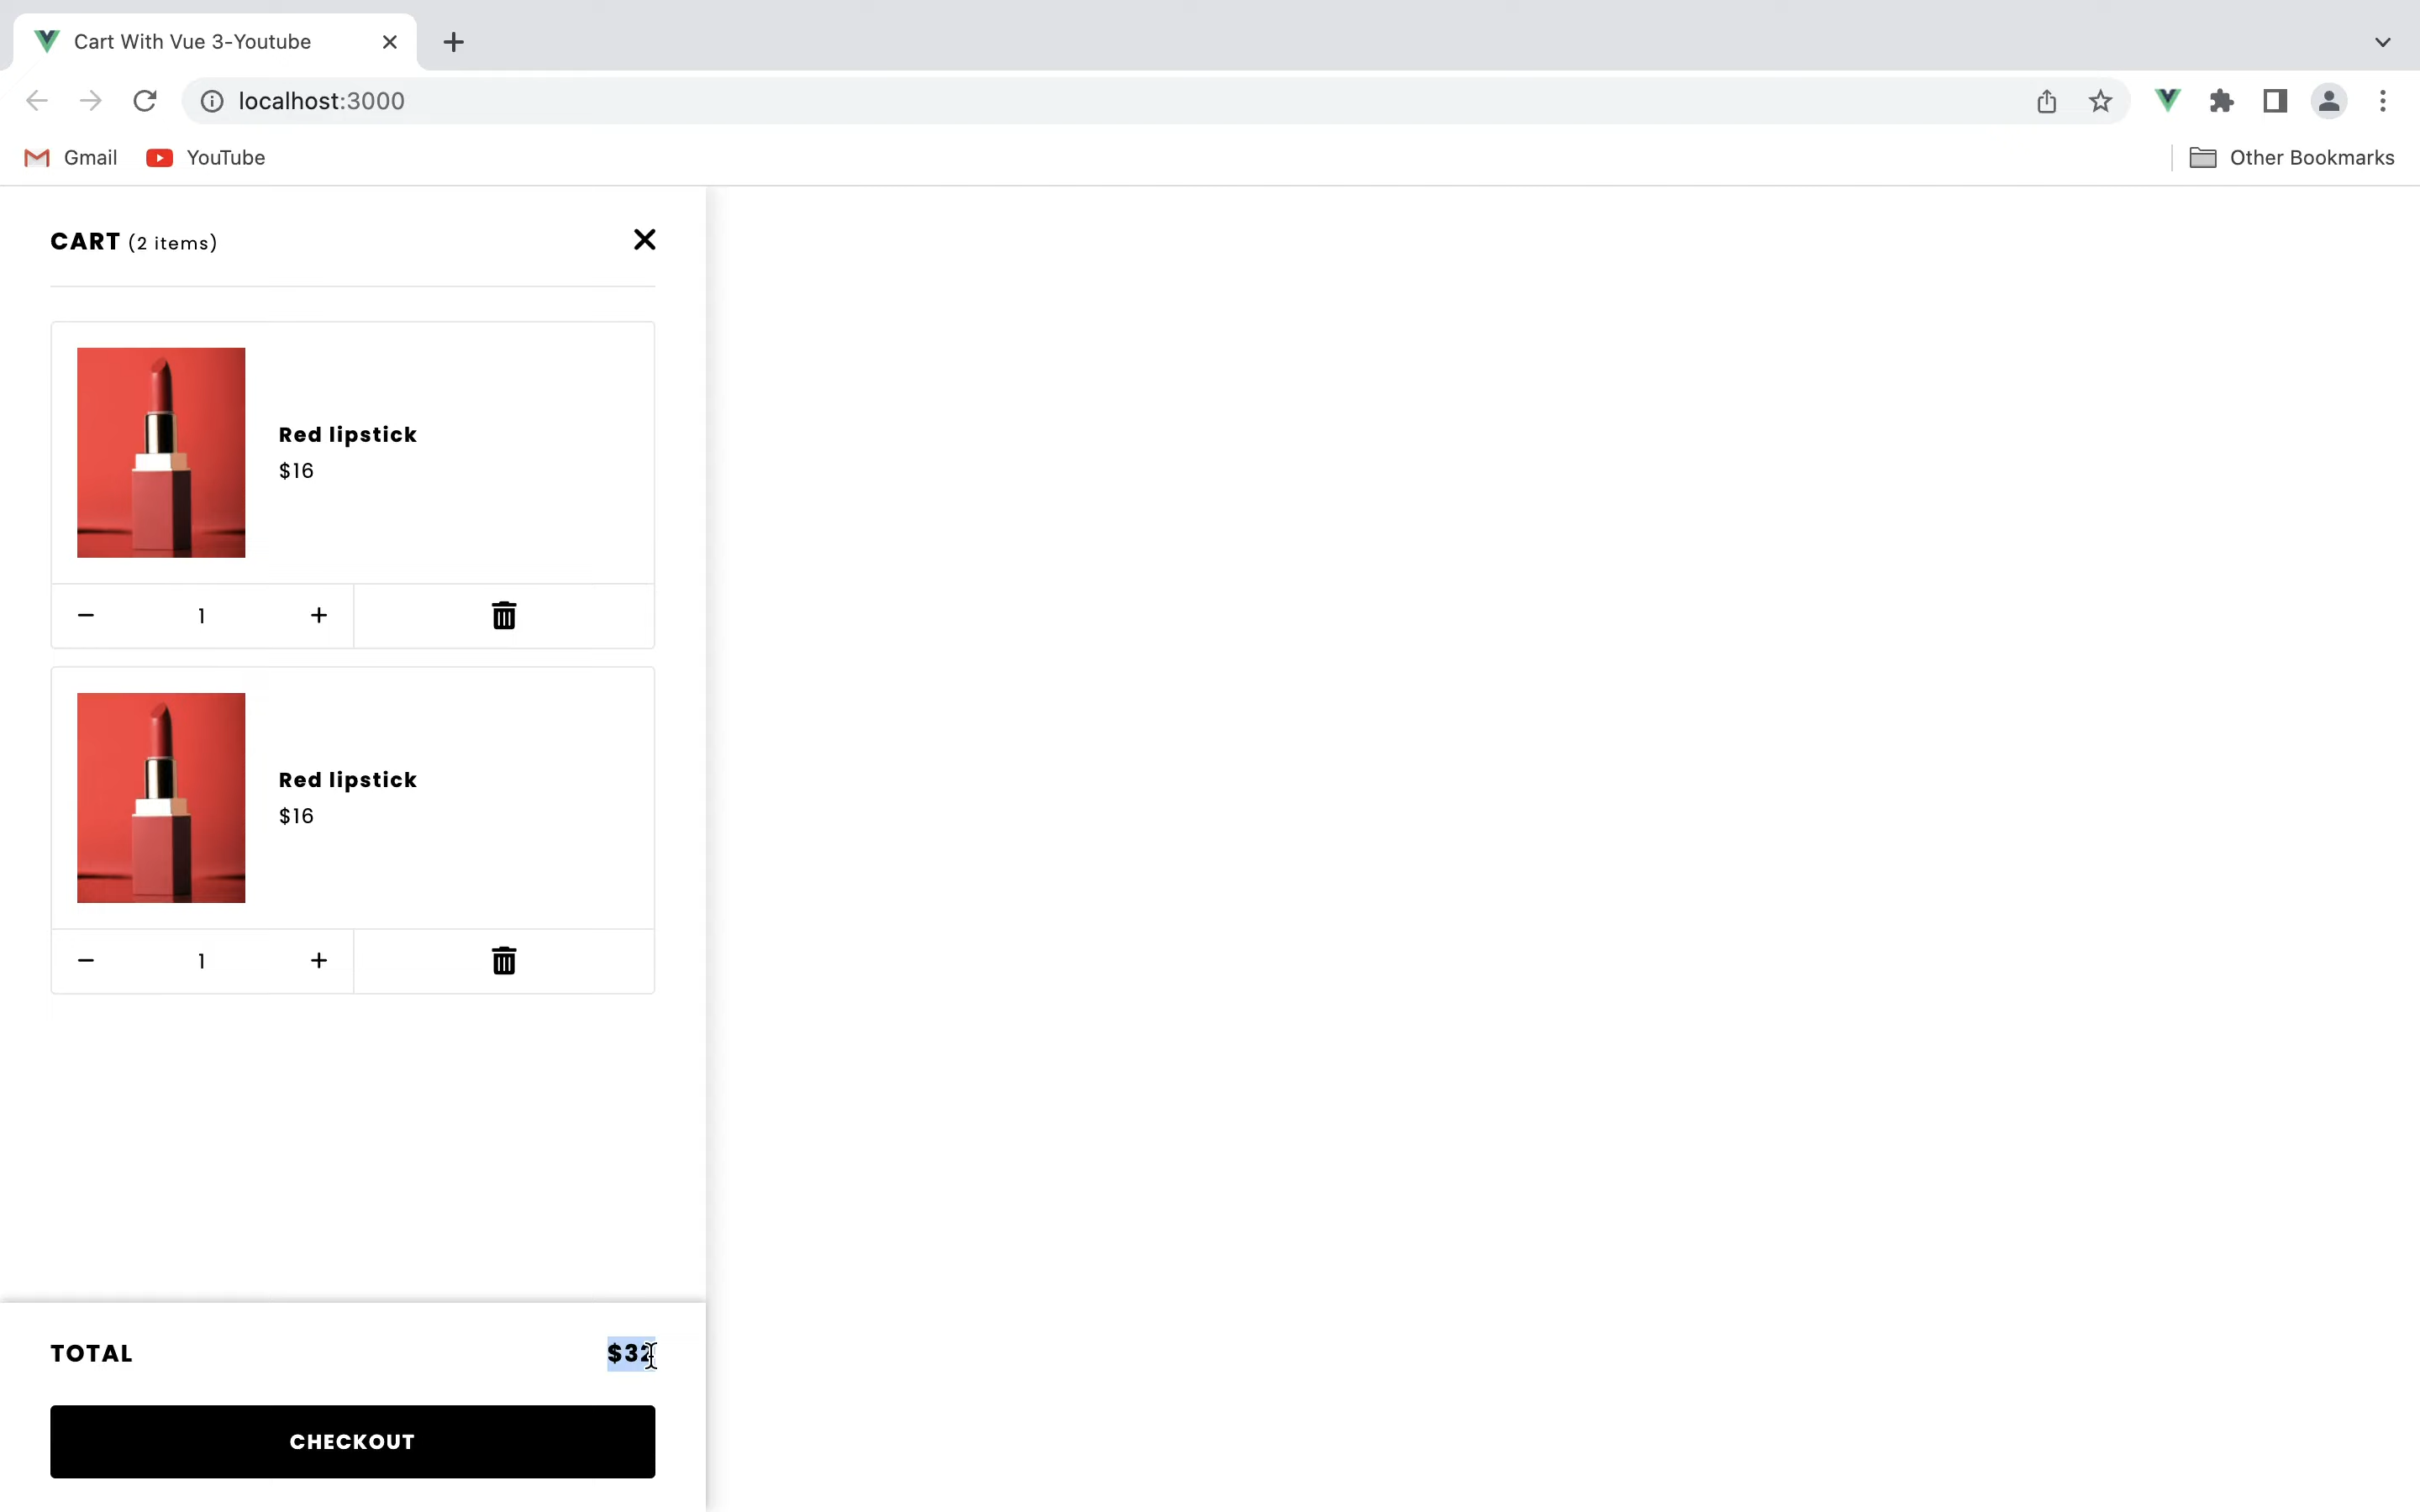 Cart With Vue 3-Youtube
localhost:3000
Gmail YouTube Other Bookmarks
CART (2 items)
Red lipstick
$16
− 1 +
Red lipstick
$16
− 1 +
TOTAL $32
CHECKOUT